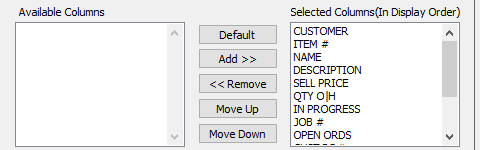 Available Columns
Selected Columns(In Display Order)
Default
Add >>
<< Remove
Move Up
Move Down
CUSTOMER
ITEM #
NAME
DESCRIPTION
SELL PRICE
QTY O|H
IN PROGRESS
JOB #
OPEN ORDS